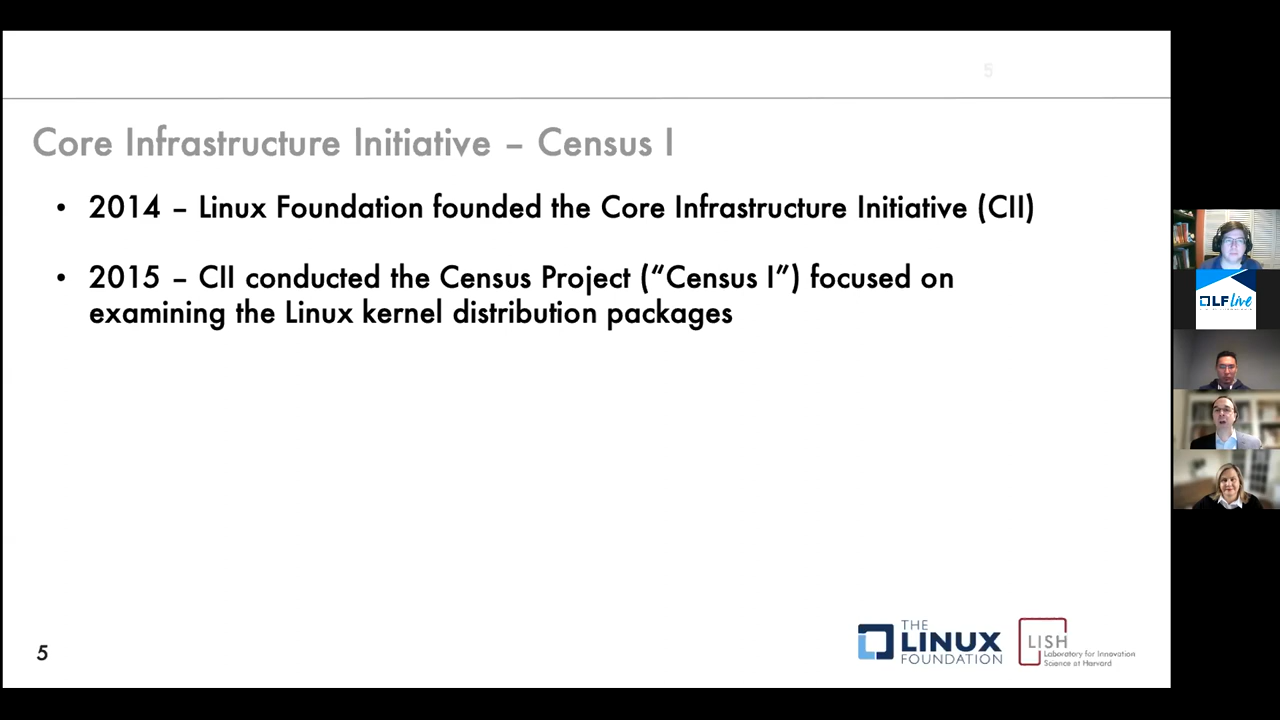 5
Core Infrastructure Initiative – Census I
• 2014 – Linux Foundation founded the Core Infrastructure Initiative (CII)
• 2015 – CII conducted the Census Project (“Census I”) focused on
examining the Linux kernel distribution packages
LFLive
5
THE
LINUX
FOUNDATION
LISH
Laboratory for Innovation
Science at Harvard